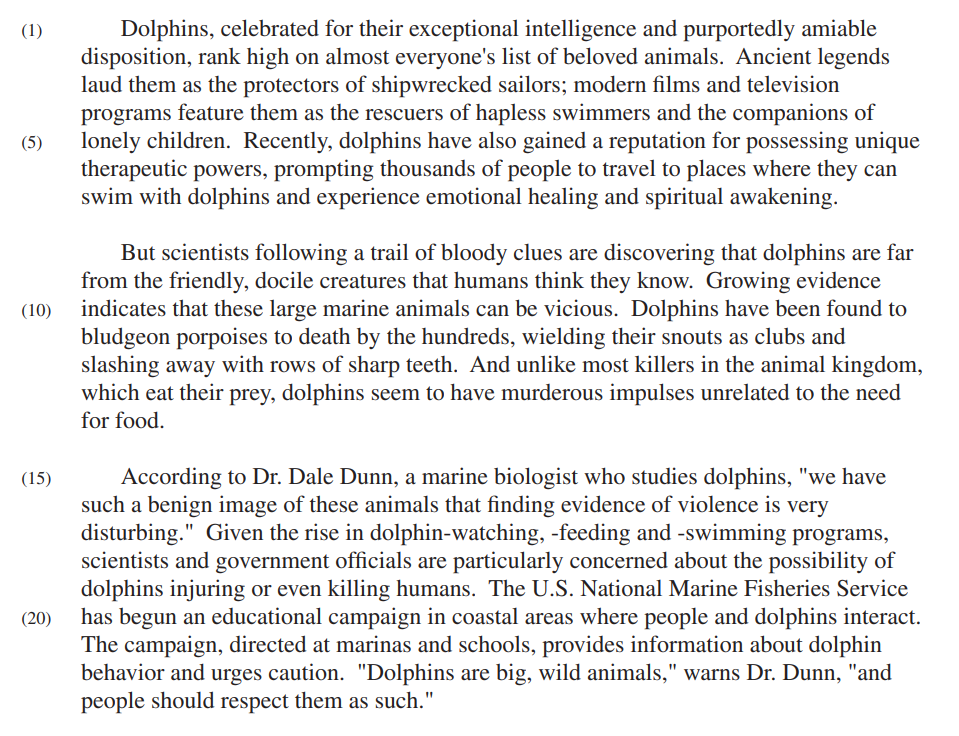 (1) Dolphins, celebrated for their exceptional intelligence and purportedly amiable
disposition, rank high on almost everyone's list of beloved animals. Ancient legends
laud them as the protectors of shipwrecked sailors; modern films and television
programs feature them as the rescuers of hapless swimmers and the companions of
(5) lonely children. Recently, dolphins have also gained a reputation for possessing unique
therapeutic powers, prompting thousands of people to travel to places where they can
swim with dolphins and experience emotional healing and spiritual awakening.
But scientists following a trail of bloody clues are discovering that dolphins are far
from the friendly, docile creatures that humans think they know. Growing evidence
(10) indicates that these large marine animals can be vicious. Dolphins have been found to
bludgeon porpoises to death by the hundreds, wielding their snouts as clubs and
slashing away with rows of sharp teeth. And unlike most killers in the animal kingdom,
which eat their prey, dolphins seem to have murderous impulses unrelated to the need
for food.
(15) According to Dr. Dale Dunn, a marine biologist who studies dolphins, "we have
such a benign image of these animals that finding evidence of violence is very
disturbing." Given the rise in dolphin-watching, -feeding and -swimming programs,
scientists and government officials are particularly concerned about the possibility of
dolphins injuring or even killing humans. The U.S. National Marine Fisheries Service
(20) has begun an educational campaign in coastal areas where people and dolphins interact.
The campaign, directed at marinas and schools, provides information about dolphin
behavior and urges caution. "Dolphins are big, wild animals," warns Dr. Dunn, "and
people should respect them as such."